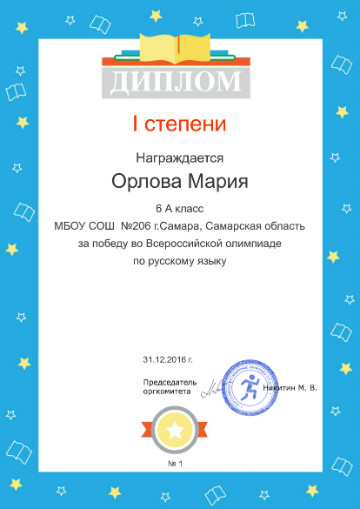 ДИПЛОМ
I степени
Награждается
Орлова Мария
6 А класс
МБОУ СОШ №206 г.Самара, Самарская область
за победу во Всероссийской олимпиаде
по русскому языку
31.12.2016 г.
Председатель
оргкомитета
Никитин М. В.
№ 1